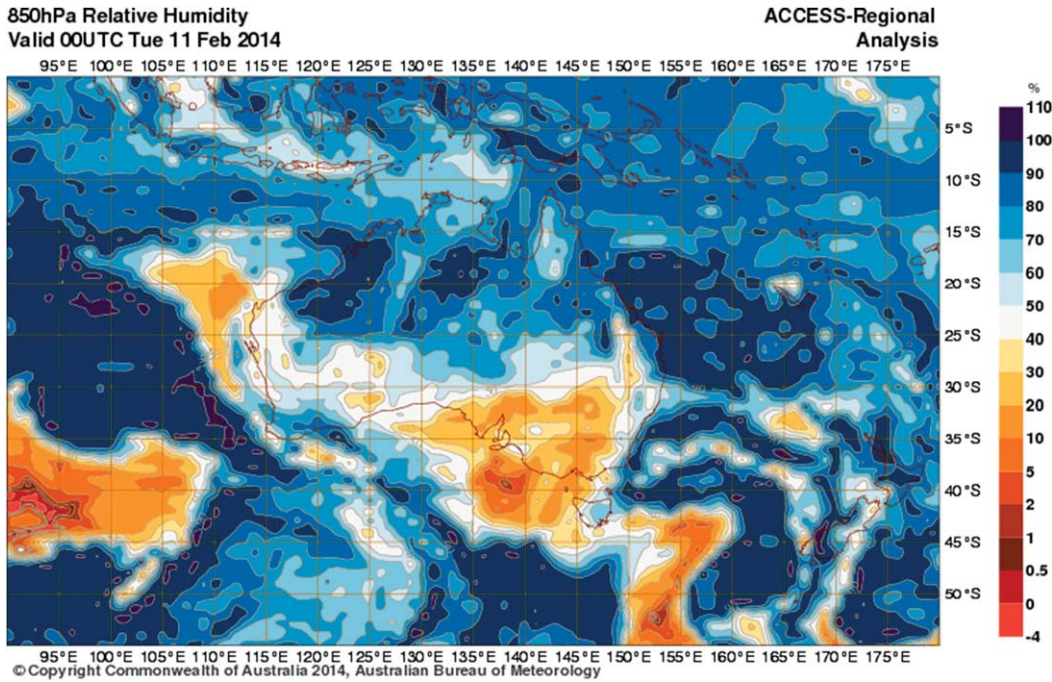 850hPa Relative Humidity
Valid 00UTC Tue 11 Feb 2014
ACCESS-Regional
Analysis
95°E 100°E 105°E 110°E 115°E 120°E 125°E 130°E 135°E 140°E 145°E 150°E 155°E 160°E 165°E 170°E 175°E
%
110
100
90
80
70
60
50
40
30
20
10
5
2
1
0.5
0
-4
5°S
10°S
15°S
20°S
25°S
30°S
35°S
40°S
45°S
50°S
95°E 100°E 105°E 110°E 115°E 120°E 125°E 130°E 135°E 140°E 145°E 150°E 155°E 160°E 165°E 170°E 175°E
© Copyright Commonwealth of Australia 2014, Australian Bureau of Meteorology